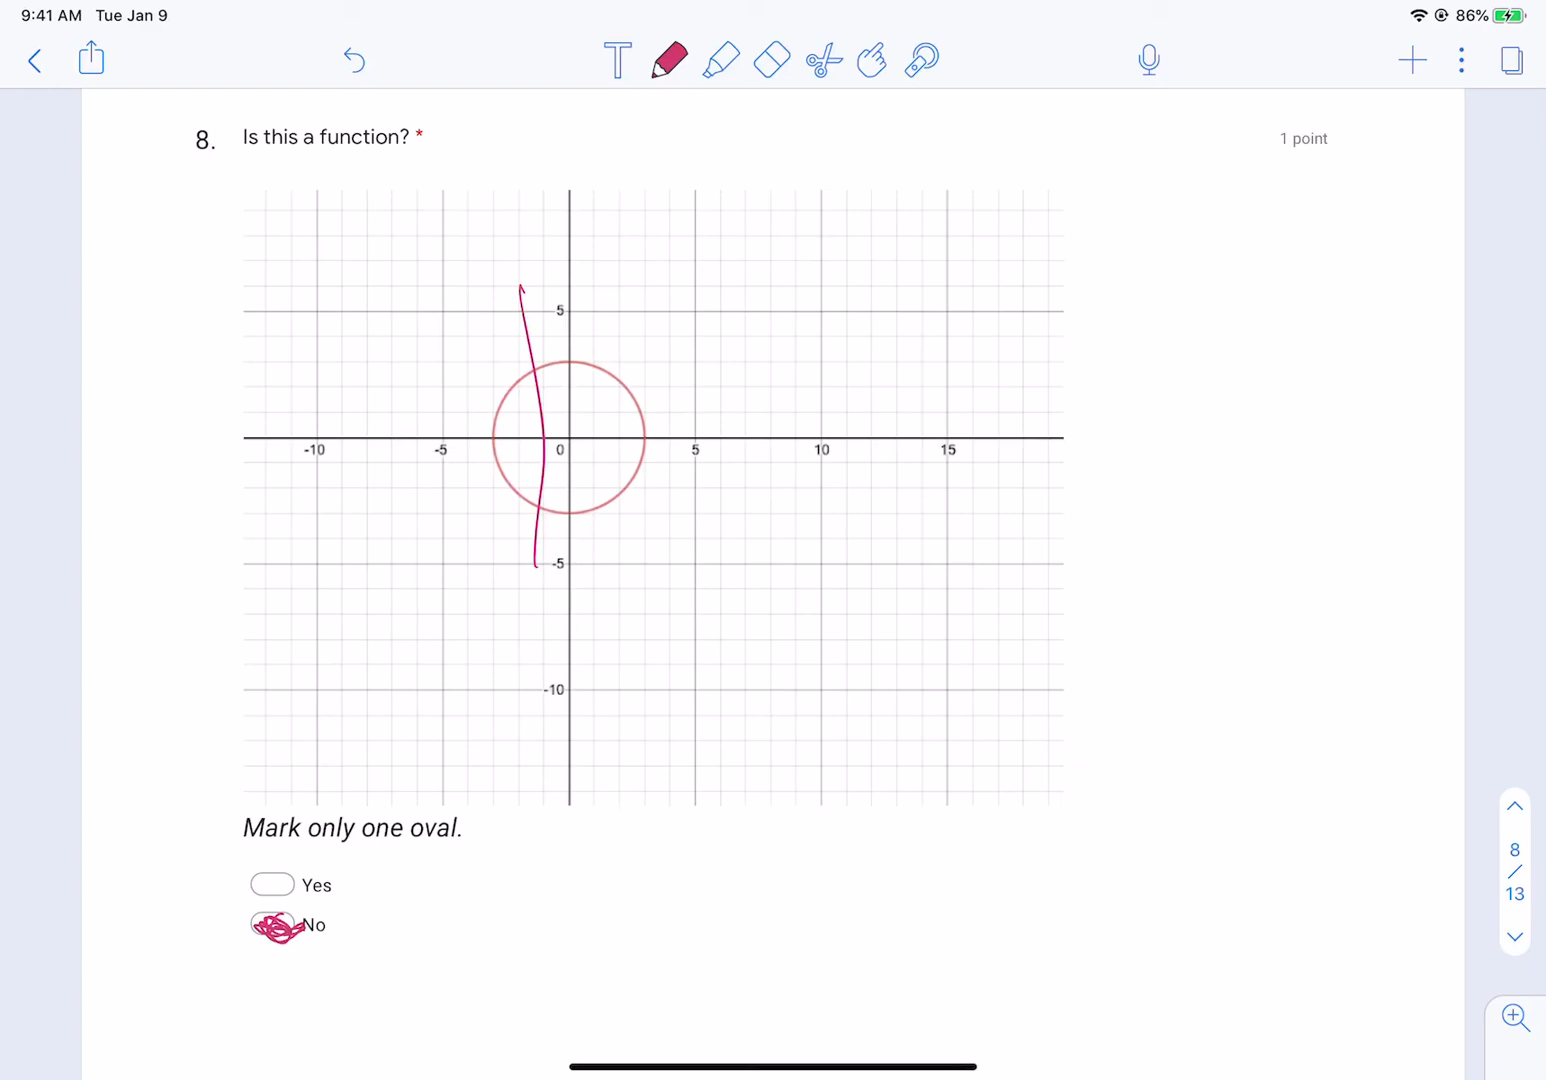 9:41 AM Tue Jan 9
86%
8. Is this a function? *
1 point
5
-10 -5 0 5 10 15
-5
-10
Mark only one oval.
Yes
No
8
/
13